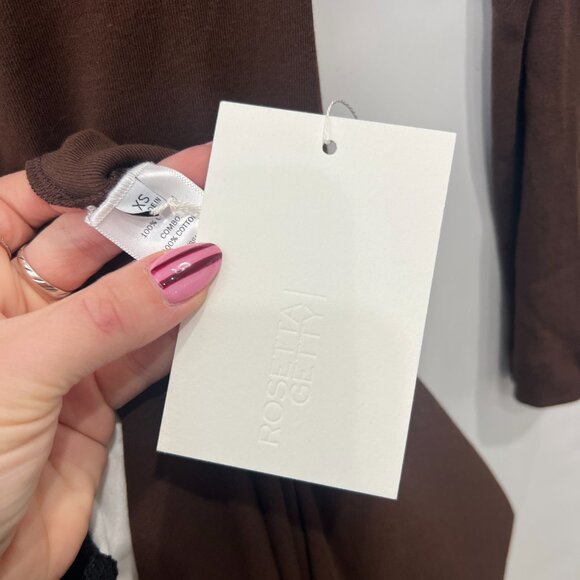 XS
100%
COMBO
100% COTTON
ROSETTA
GETTY